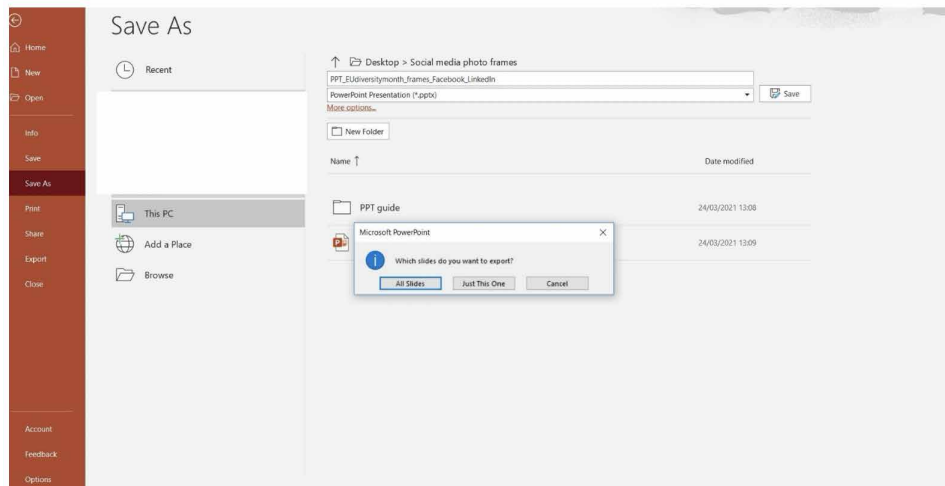 Save As
Home
New
Open
Info
Save
Save As
Print
Share
Export
Close
Account
Feedback
Options
Recent
This PC
Add a Place
Browse
Desktop > Social media photo frames
PPT_EUdiversitymonth_frames_Facebook_LinkedIn
PowerPoint Presentation (*.pptx)
Save
More options...
New Folder
Name Date modified
PPT guide 24/03/2021 13:08
24/03/2021 13:09
Microsoft PowerPoint
Which slides do you want to export?
All Slides Just This One Cancel